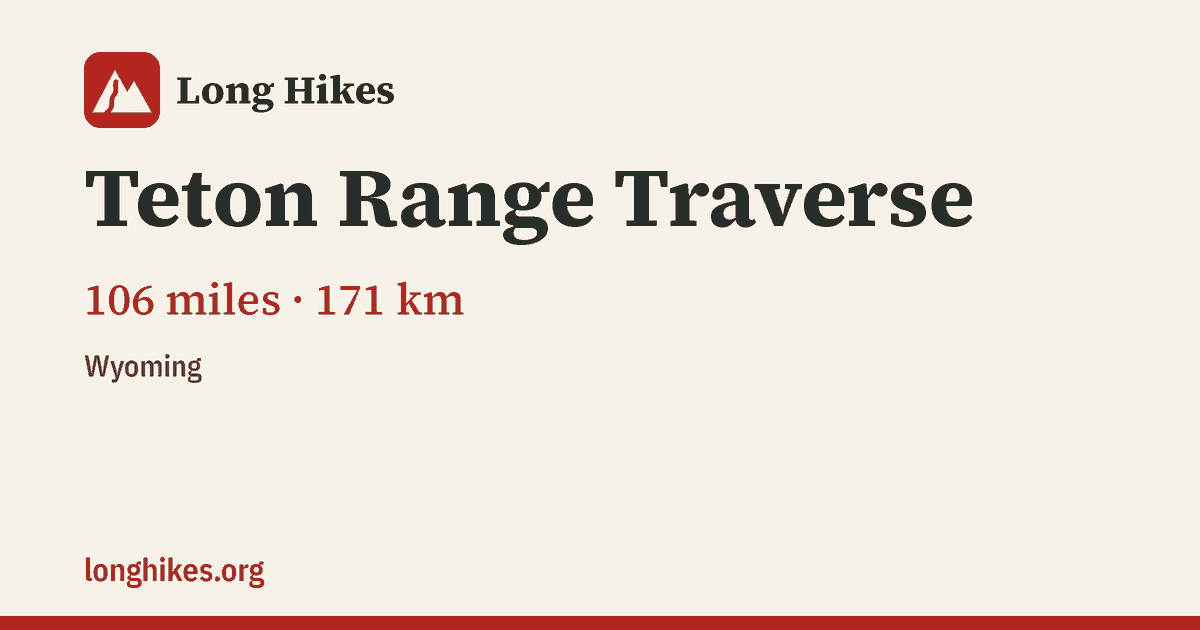 Long Hikes
Teton Range Traverse
106 miles · 171 km
Wyoming
longhikes.org